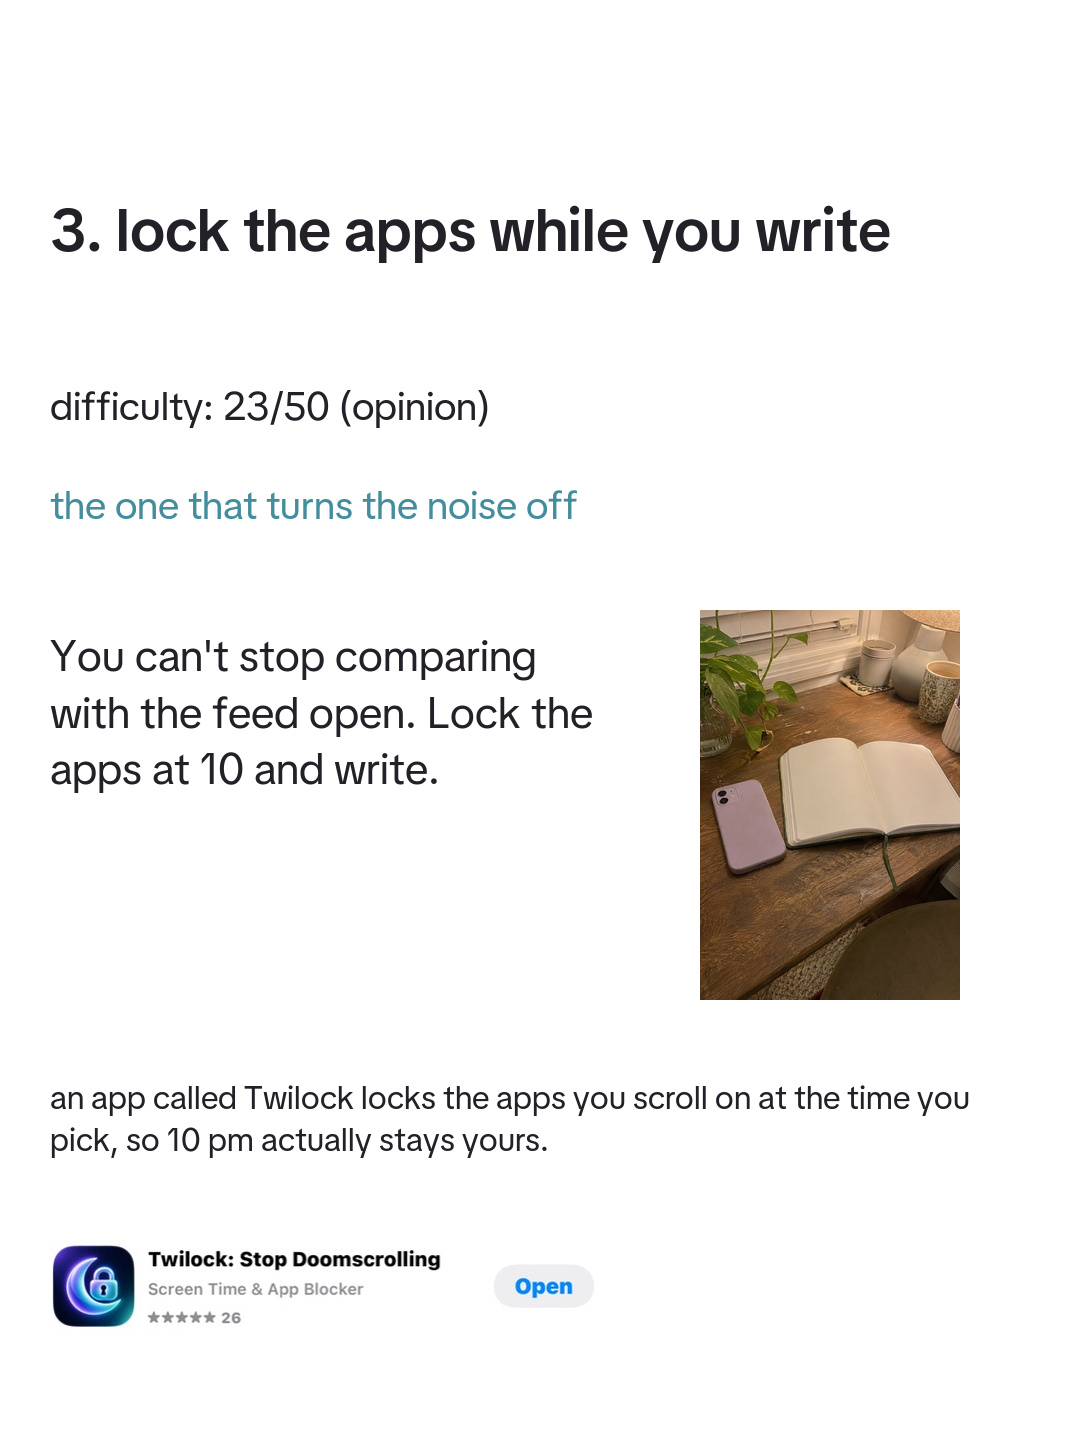 3. lock the apps while you write
difficulty: 23/50 (opinion)
the one that turns the noise off
You can't stop comparing
with the feed open. Lock the
apps at 10 and write.
an app called Twilock locks the apps you scroll on at the time you
pick, so 10 pm actually stays yours.
Twilock: Stop Doomscrolling
Screen Time & App Blocker
★★★★★ 26
Open